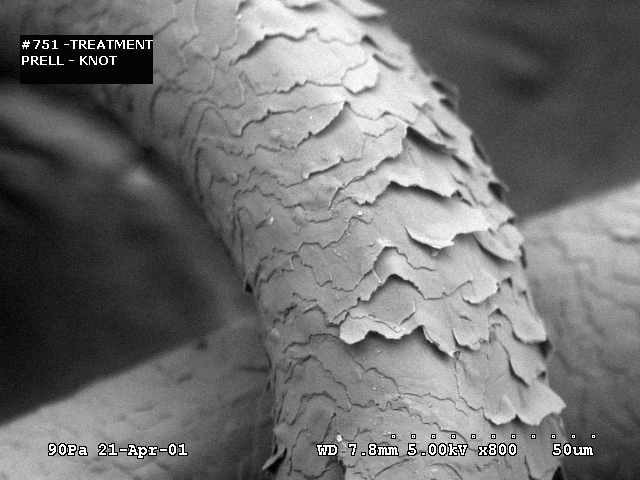 #751 -TREATMENT
PRELL - KNOT
90Pa 21-Apr-01 WD 7.8mm 5.00kV x800 50um